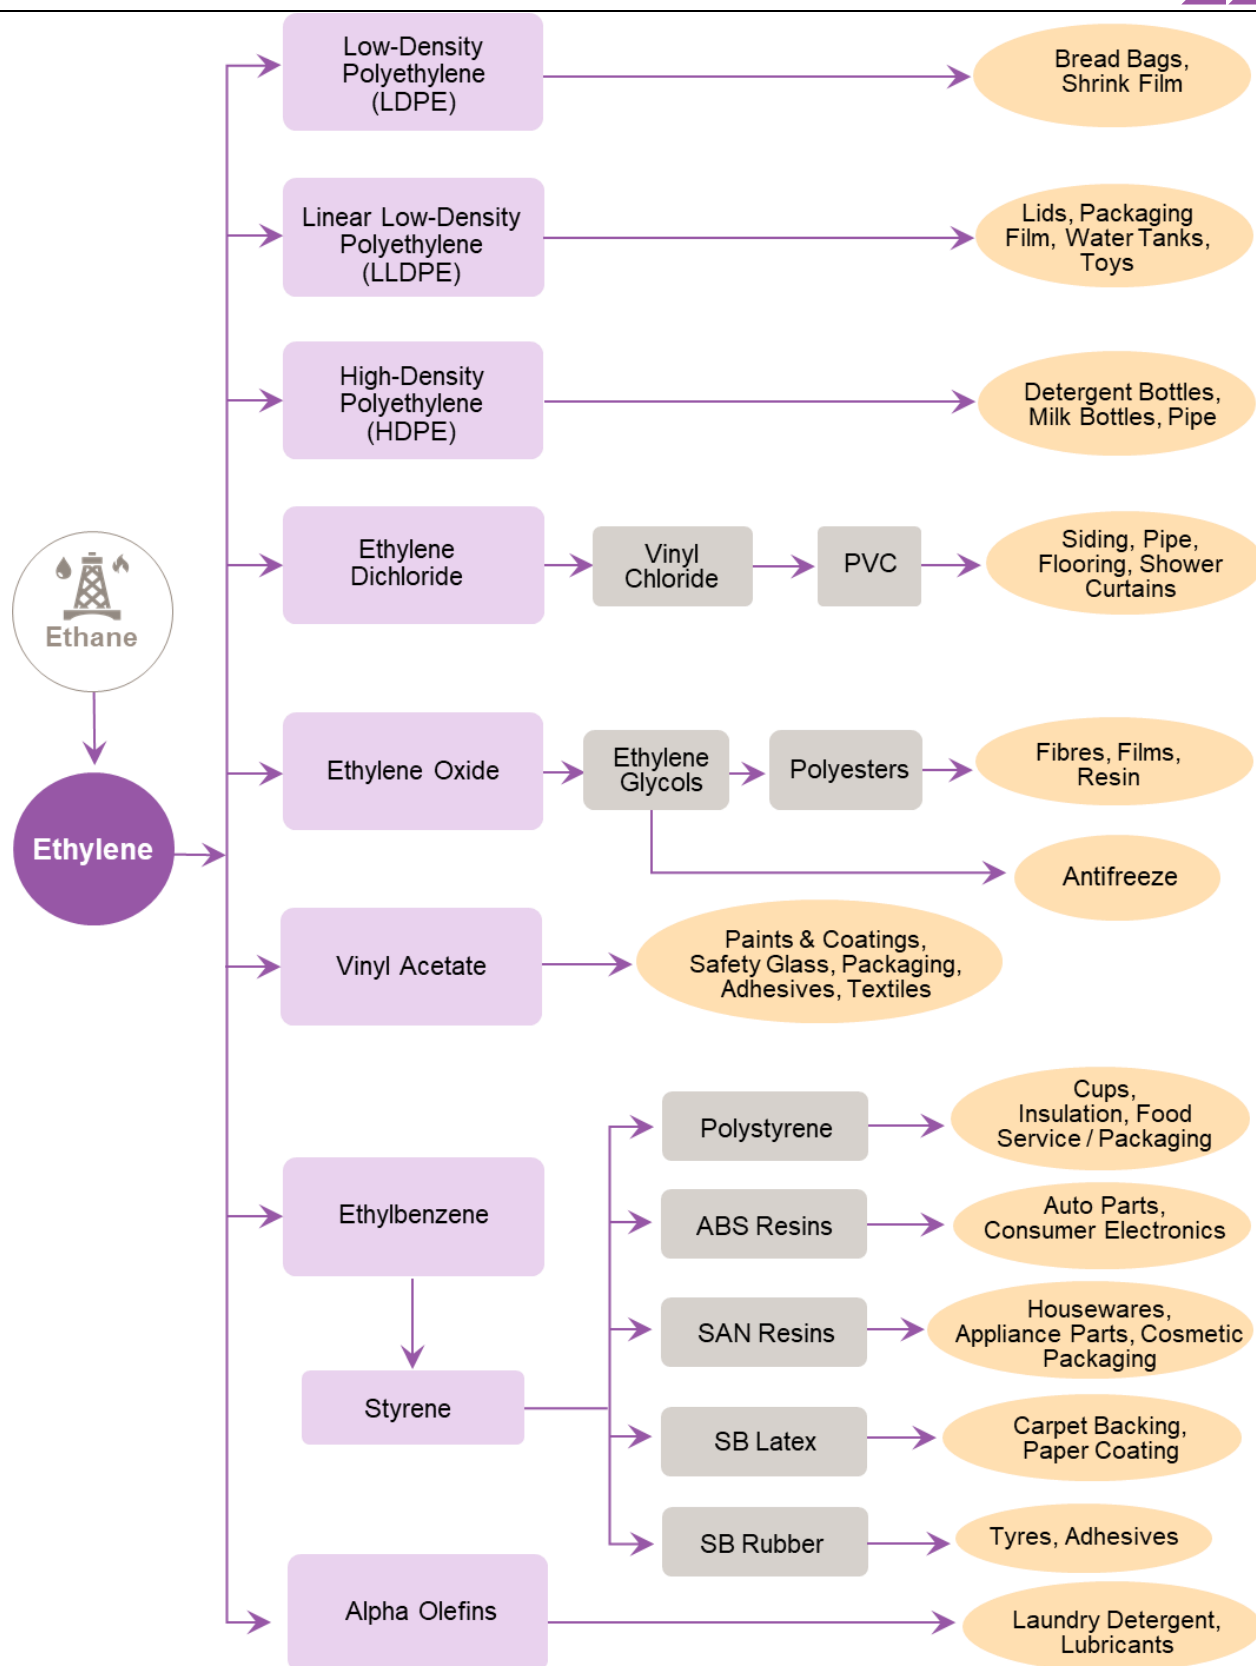 Low-Density
Polyethylene
(LDPE)
Bread Bags,
Shrink Film
Linear Low-Density
Polyethylene
(LLDPE)
Lids, Packaging
Film, Water Tanks,
Toys
High-Density
Polyethylene
(HDPE)
Detergent Bottles,
Milk Bottles, Pipe
Ethane
Ethylene
Ethylene
Dichloride
Vinyl
Chloride
PVC
Siding, Pipe,
Flooring, Shower
Curtains
Ethylene Oxide
Ethylene
Glycols
Polyesters
Fibres, Films,
Resin
Antifreeze
Vinyl Acetate
Paints & Coatings,
Safety Glass, Packaging,
Adhesives, Textiles
Ethylbenzene
Styrene
Polystyrene
Cups,
Insulation, Food
Service / Packaging
ABS Resins
Auto Parts,
Consumer Electronics
SAN Resins
Housewares,
Appliance Parts, Cosmetic
Packaging
SB Latex
Carpet Backing,
Paper Coating
SB Rubber
Tyres, Adhesives
Alpha Olefins
Laundry Detergent,
Lubricants